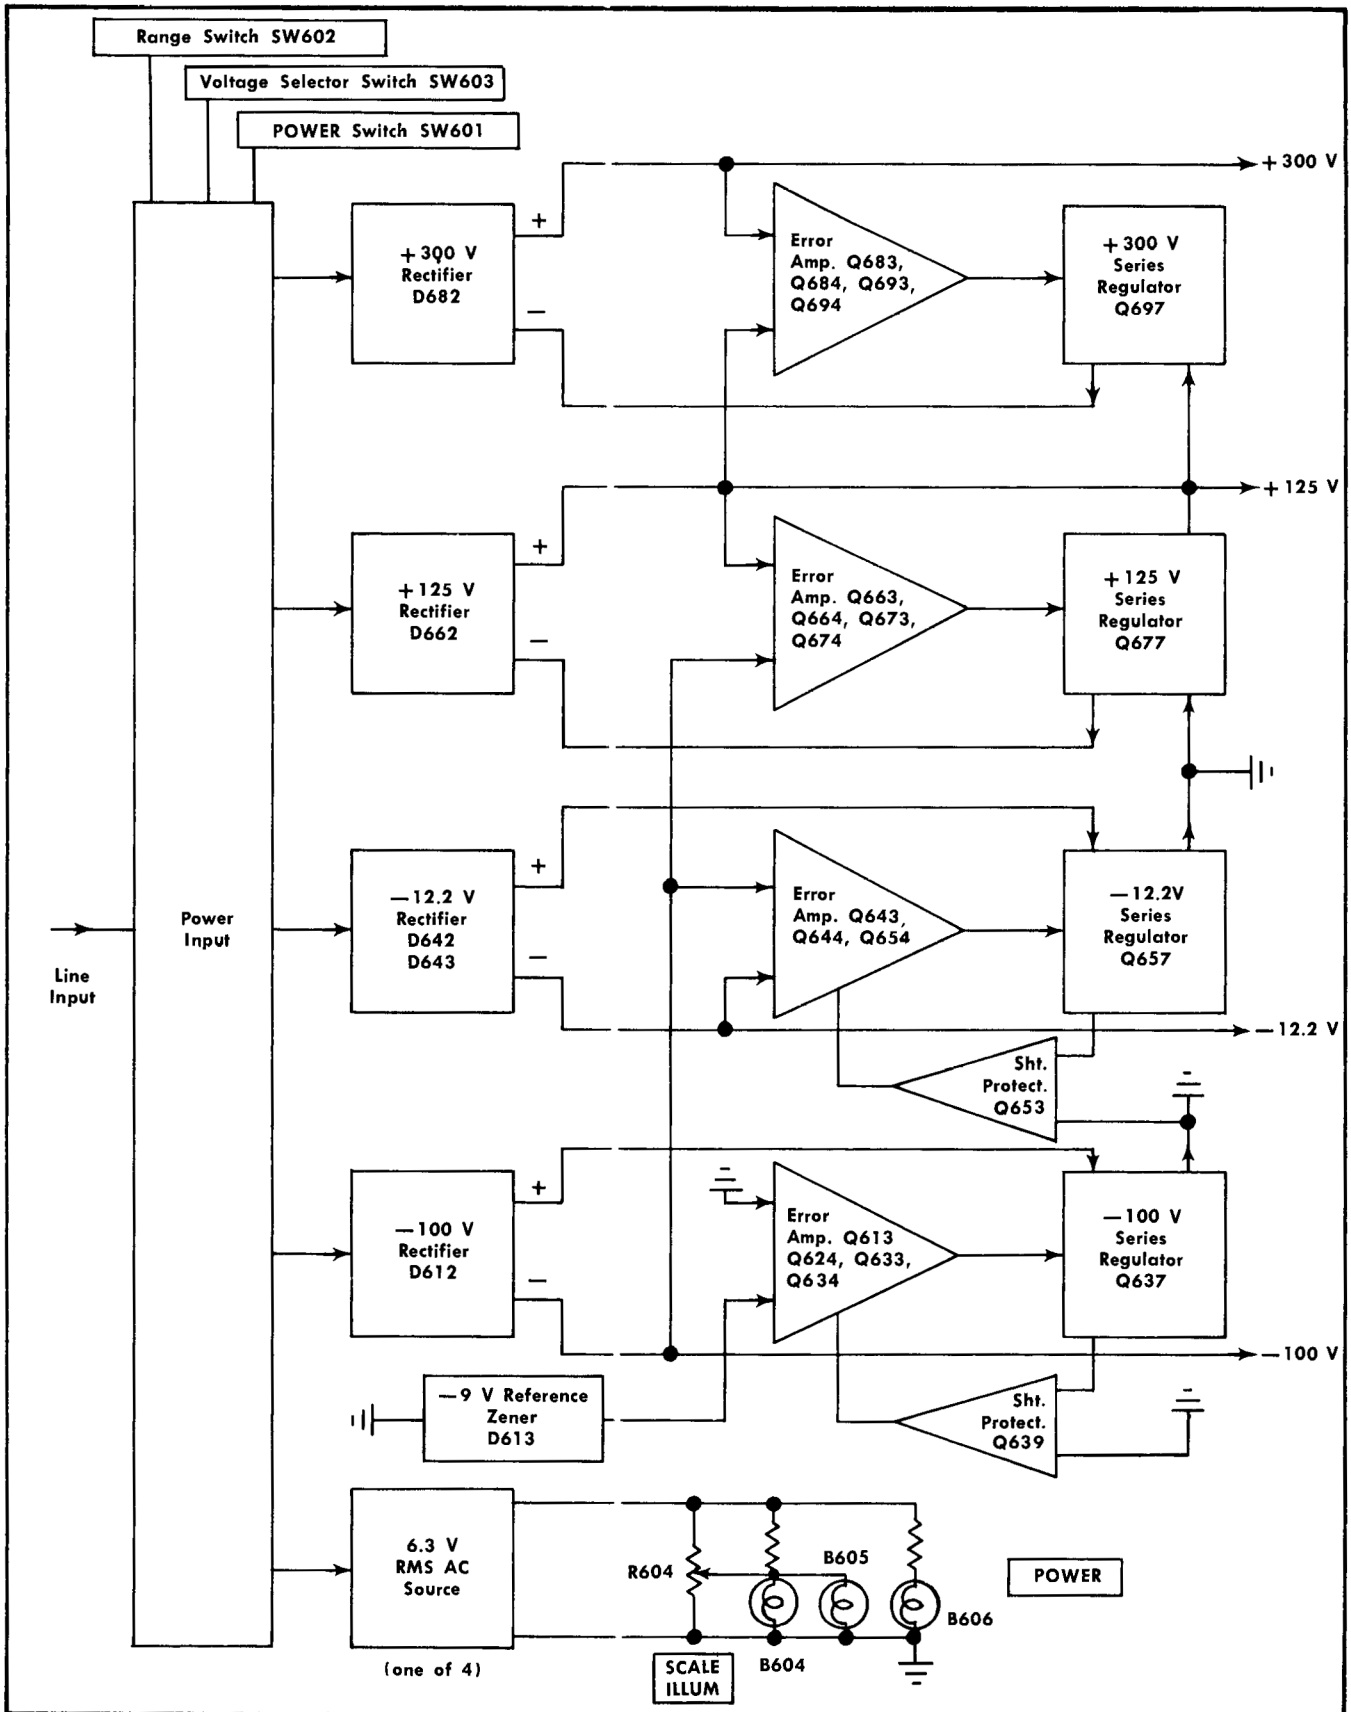 Range Switch SW602
Voltage Selector Switch SW603
POWER Switch SW601
+300 V
+
+300 V
Rectifier
D682
−
Error
Amp. Q683,
Q684, Q693,
Q694
+300 V
Series
Regulator
Q697
+125 V
+
+125 V
Rectifier
D662
−
Error
Amp. Q663,
Q664, Q673,
Q674
+125 V
Series
Regulator
Q677
Line
Input
Power
Input
+
−12.2 V
Rectifier
D642
D643
−
Error
Amp. Q643,
Q644, Q654
−12.2V
Series
Regulator
Q657
−12.2 V
Sht.
Protect.
Q653
+
−100 V
Rectifier
D612
−
Error
Amp. Q613
Q624, Q633,
Q634
−100 V
Series
Regulator
Q637
−100 V
−9 V Reference
Zener
D613
Sht.
Protect.
Q639
6.3 V
RMS AC
Source
(one of 4)
R604
B605
B606
POWER
SCALE
ILLUM
B604